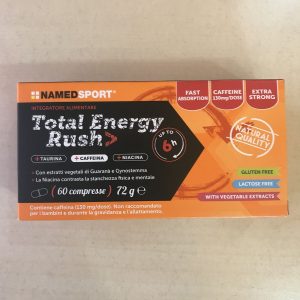 NAMEDSPORT®
INTEGRATORE ALIMENTARE
Total Energy
Rush
+ TAURINA + CAFFEINA + NIACINA
• Con estratti vegetali di Guaranà e Gynostemma
• La Niacina contrasta la stanchezza fisica e mentale
(60 compresse) 72 g e
Contiene caffeina (130 mg/dose). Non raccomandato
per i bambini e durante la gravidanza e l'allattamento.
FAST
ABSORPTION
CAFFEINE
130mg/DOSE
EXTRA
STRONG
UP TO
6h
NATURAL
QUALITY
GLUTEN FREE
LACTOSE FREE
WITH VEGETABLE EXTRACTS